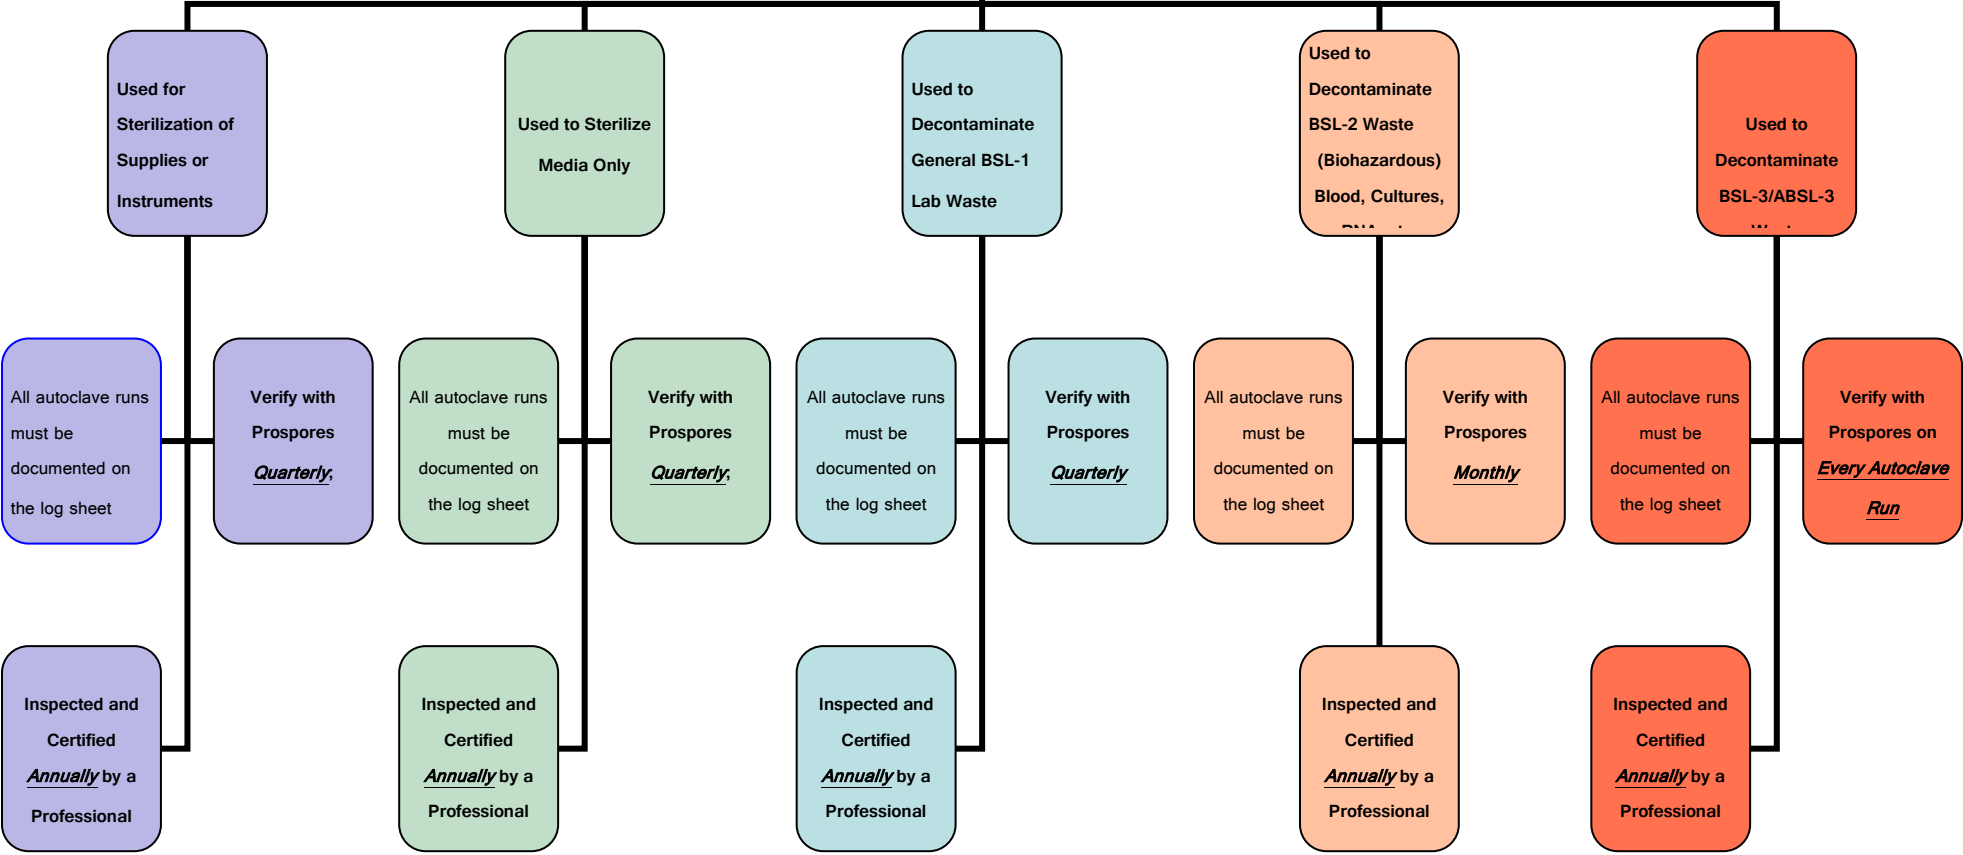 Used for
Sterilization of
Supplies or
Instruments
Used to Sterilize
Media Only
Used to
Decontaminate
General BSL-1
Lab Waste
Used to
Decontaminate
BSL-2 Waste
(Biohazardous)
Blood, Cultures,
Used to
Decontaminate
BSL-3/ABSL-3
All autoclave runs
must be
documented on
the log sheet
Verify with
Prospores
Quarterly;
All autoclave runs
must be
documented on
the log sheet
Verify with
Prospores
Quarterly;
All autoclave runs
must be
documented on
the log sheet
Verify with
Prospores
Quarterly
All autoclave runs
must be
documented on
the log sheet
Verify with
Prospores
Monthly
All autoclave runs
must be
documented on
the log sheet
Verify with
Prospores on
Every Autoclave
Run
Inspected and
Certified
Annually by a
Professional
Inspected and
Certified
Annually by a
Professional
Inspected and
Certified
Annually by a
Professional
Inspected and
Certified
Annually by a
Professional
Inspected and
Certified
Annually by a
Professional